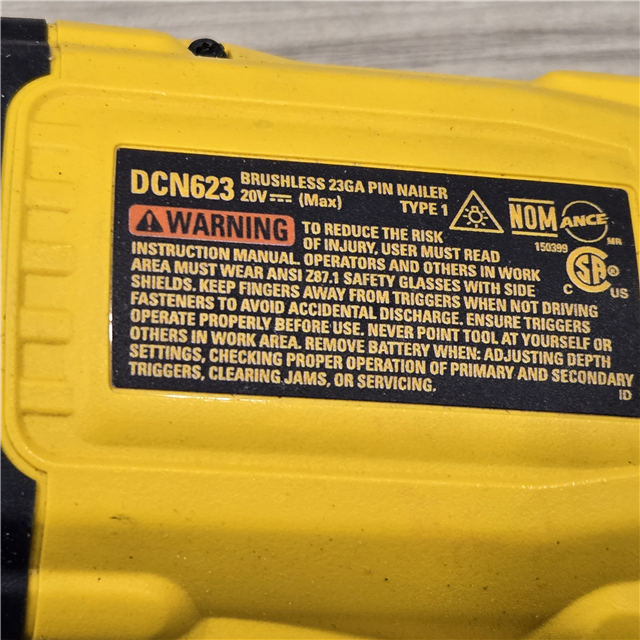 DCN623 BRUSHLESS 23GA PIN NAILER
20V (Max) TYPE 1
NOM ANCE
MR
150399
WARNING TO REDUCE THE RISK
OF INJURY, USER MUST READ
INSTRUCTION MANUAL. OPERATORS AND OTHERS IN WORK
AREA MUST WEAR ANSI Z87.1 SAFETY GLASSES WITH SIDE
SHIELDS. KEEP FINGERS AWAY FROM TRIGGERS WHEN NOT DRIVING
FASTENERS TO AVOID ACCIDENTAL DISCHARGE. ENSURE TRIGGERS
OPERATE PROPERLY BEFORE USE. NEVER POINT TOOL AT YOURSELF OR
OTHERS IN WORK AREA. REMOVE BATTERY WHEN: ADJUSTING DEPTH
SETTINGS, CHECKING PROPER OPERATION OF PRIMARY AND SECONDARY
TRIGGERS, CLEARING JAMS, OR SERVICING.
C SA US
ID